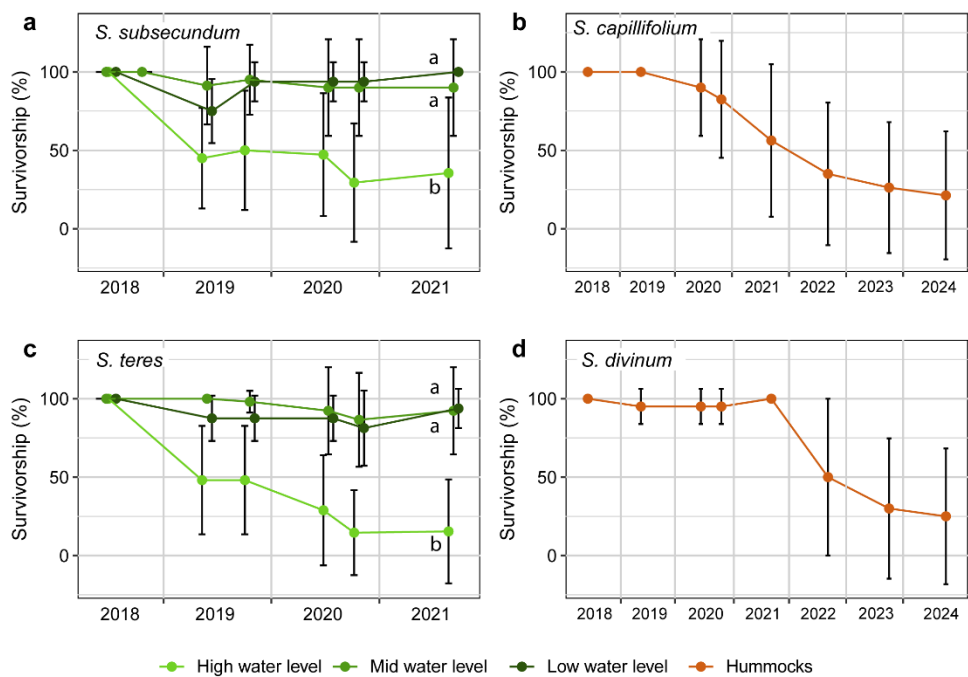 a
S. subsecundum
Survivorship (%)
100
50
0
a
a
b
2018 2019 2020 2021
b
S. capillifolium
Survivorship (%)
100
50
0
2018 2019 2020 2021 2022 2023 2024
c
S. teres
Survivorship (%)
100
50
0
a
a
b
2018 2019 2020 2021
d
S. divinum
Survivorship (%)
100
50
0
2018 2019 2020 2021 2022 2023 2024
High water level Mid water level Low water level Hummocks